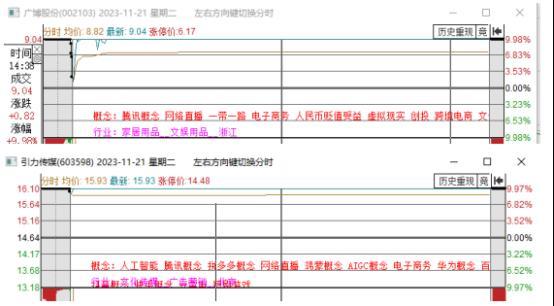 广博股份(002103) 2023-11-21 星期二 左右方向键切换分时
分时 均价: 8.82 最新: 9.04 涨停价:6.17
历史重现 竞
9.04
9.98%
时间
6.83%
14:38
3.53%
成交
0.00%
9.04
3.23%
涨跌
+0.82
概念: 腾讯概念 网络直播 一带一路 电子商务 人民币贬值受益 虚拟现实 创投 跨境电商 文
6.53%
涨幅
行业: 家居用品__文娱用品__浙江
+9.98%
9.98%
引力传媒(603598) 2023-11-21 星期二 左右方向键切换分时
分时 均价: 15.93 最新: 15.93 涨停价:14.48
历史重现 竞
16.10
9.97%
15.64
6.82%
15.16
3.52%
14.64
0.00%
14.17
3.22%
概念: 人工智能 腾讯概念 拼多多概念 网络直播 鸿蒙概念 AIGC概念 电子商务 华为概念 百
13.68
6.52%
13.18
9.97%